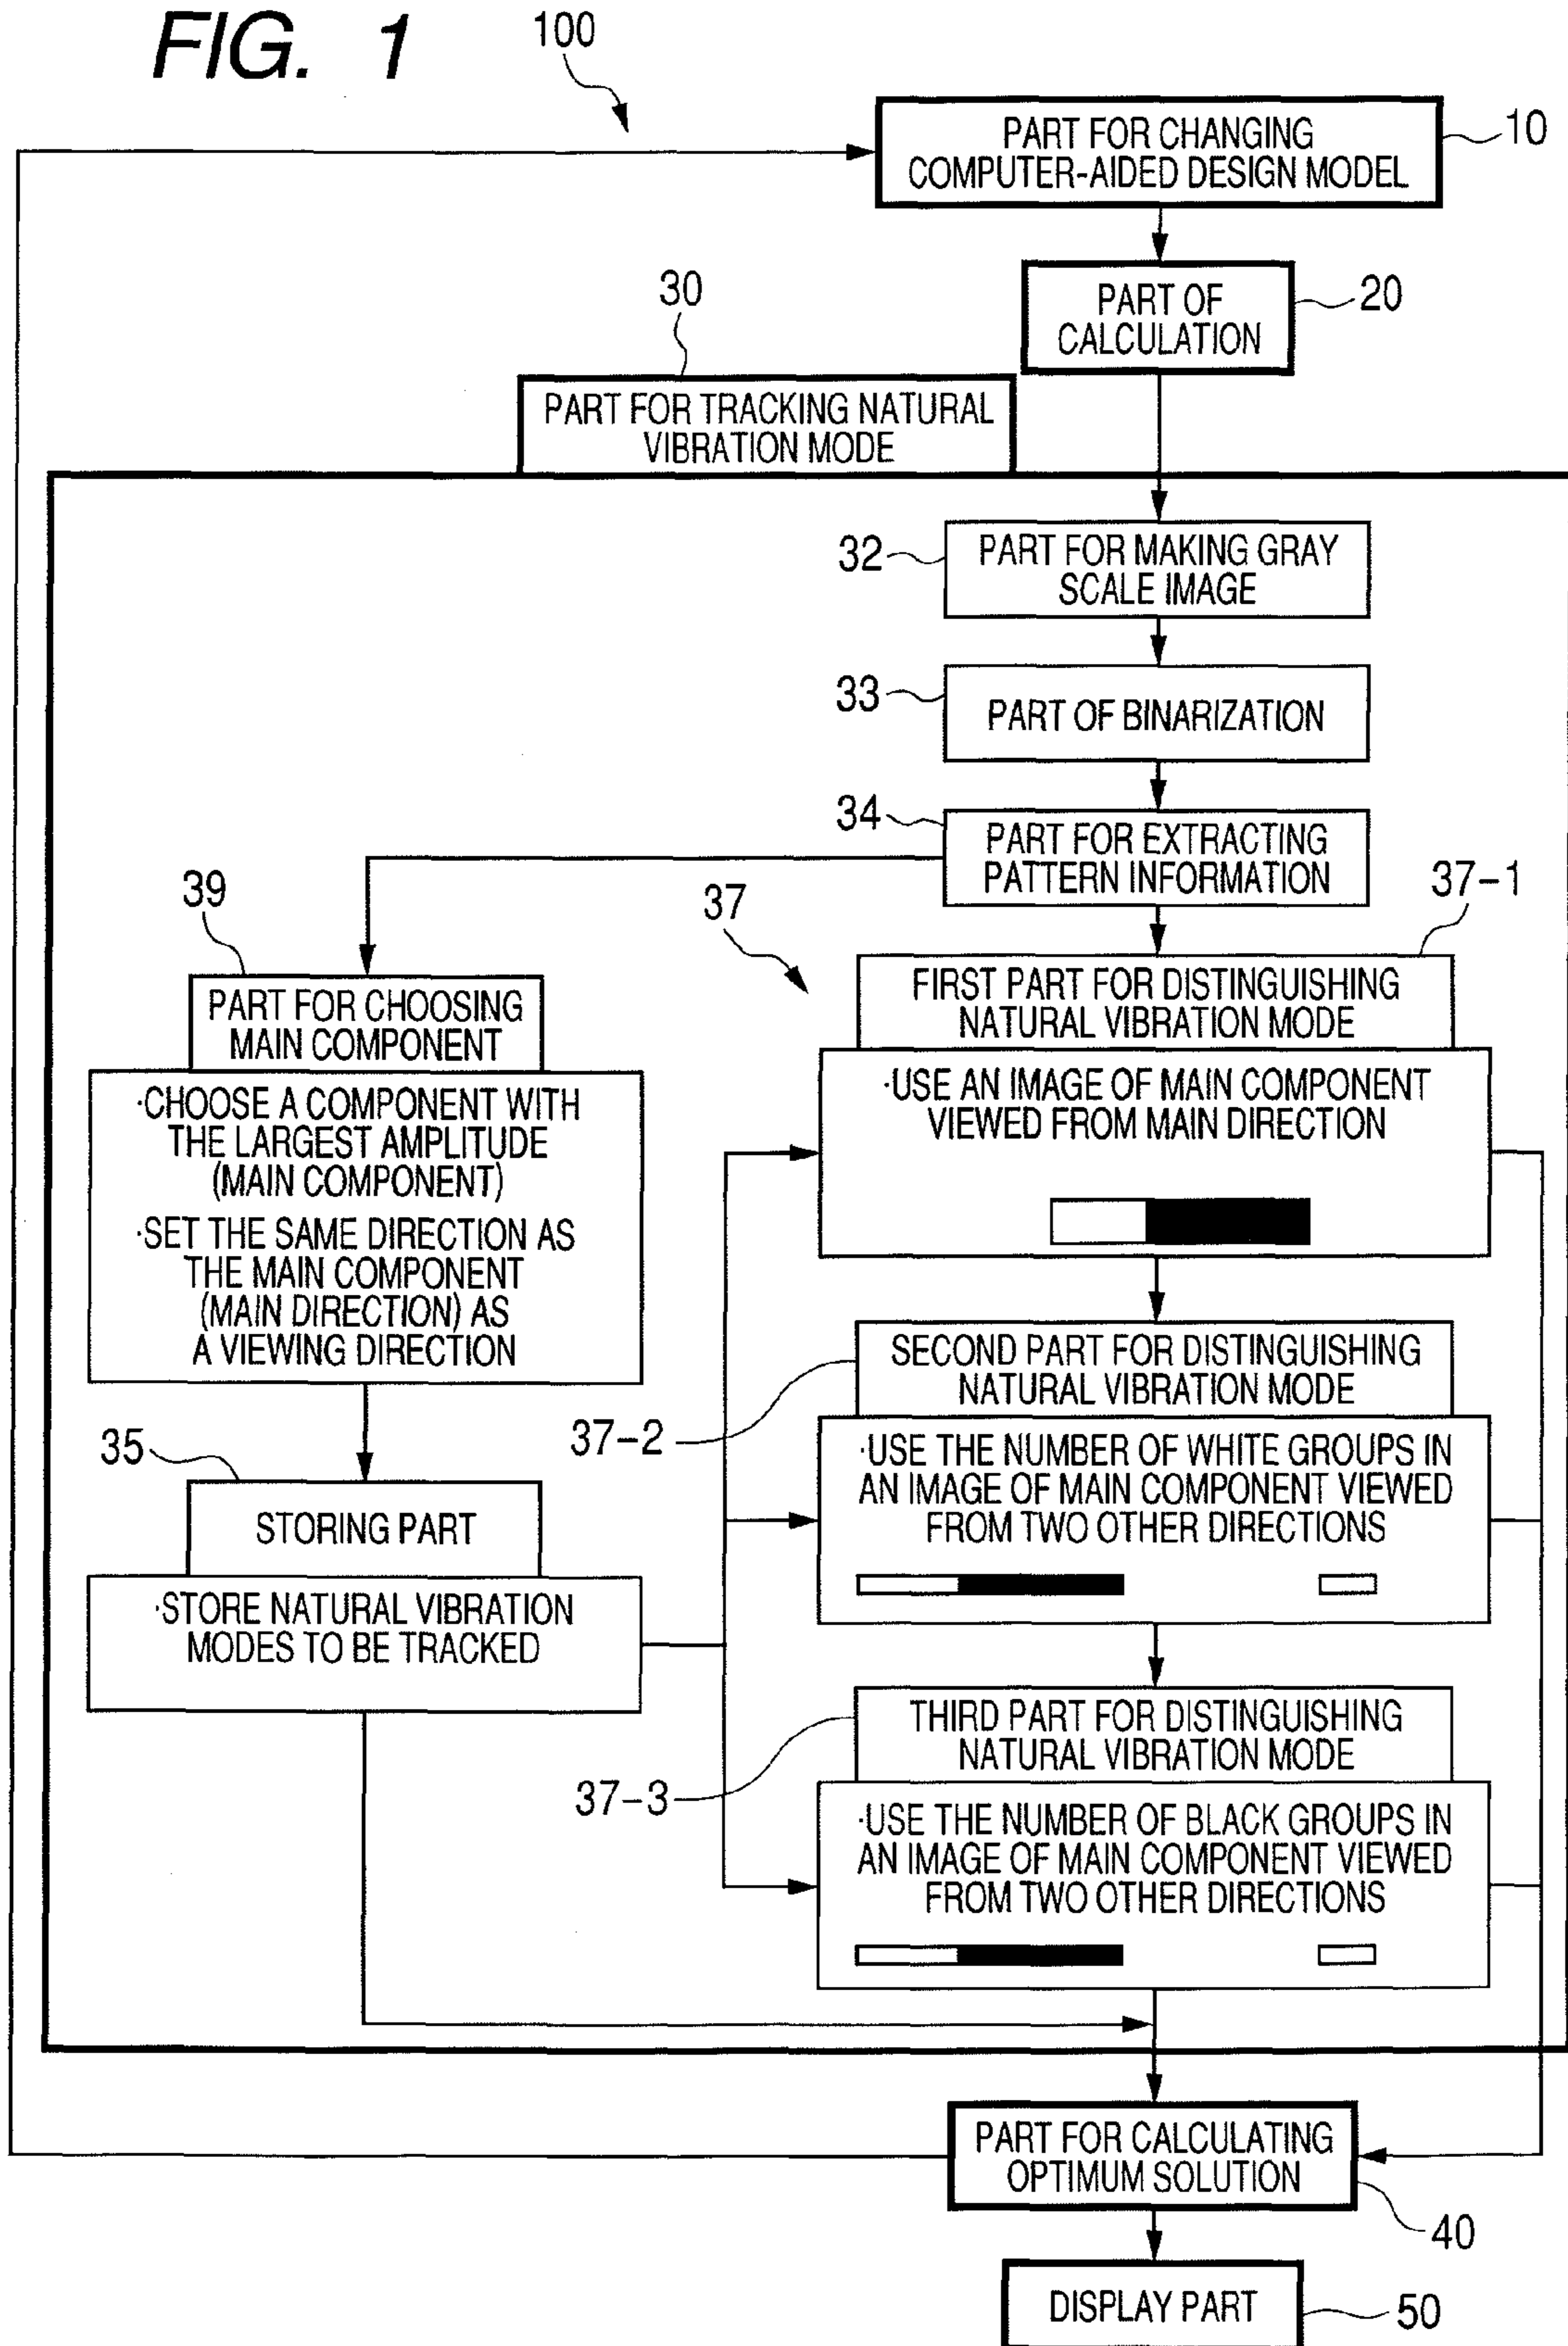 FIG. 1
100
PART FOR CHANGING
COMPUTER-AIDED DESIGN MODEL
10
PART OF
CALCULATION
20
30
PART FOR TRACKING NATURAL
VIBRATION MODE
32
PART FOR MAKING GRAY
SCALE IMAGE
33
PART OF BINARIZATION
34
PART FOR EXTRACTING
PATTERN INFORMATION
39
PART FOR CHOOSING
MAIN COMPONENT
·CHOOSE A COMPONENT WITH
THE LARGEST AMPLITUDE
(MAIN COMPONENT)
·SET THE SAME DIRECTION AS
THE MAIN COMPONENT
(MAIN DIRECTION) AS
A VIEWING DIRECTION
35
STORING PART
·STORE NATURAL VIBRATION
MODES TO BE TRACKED
37
37-1
FIRST PART FOR DISTINGUISHING
NATURAL VIBRATION MODE
·USE AN IMAGE OF MAIN COMPONENT
VIEWED FROM MAIN DIRECTION
37-2
SECOND PART FOR DISTINGUISHING
NATURAL VIBRATION MODE
·USE THE NUMBER OF WHITE GROUPS IN
AN IMAGE OF MAIN COMPONENT VIEWED
FROM TWO OTHER DIRECTIONS
37-3
THIRD PART FOR DISTINGUISHING
NATURAL VIBRATION MODE
·USE THE NUMBER OF BLACK GROUPS IN
AN IMAGE OF MAIN COMPONENT VIEWED
FROM TWO OTHER DIRECTIONS
PART FOR CALCULATING
OPTIMUM SOLUTION
40
DISPLAY PART
50